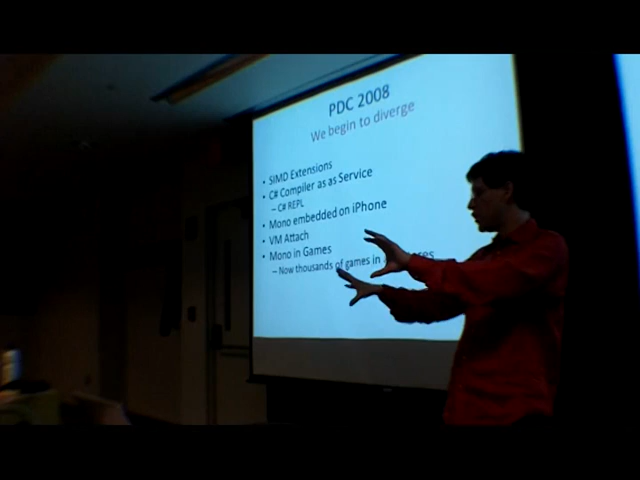 PDC 2008
We begin to diverge
• SIMD Extensions
• C# Compiler as as Service
– C# REPL
• Mono embedded on iPhone
• VM Attach
• Mono in Games
– Now thousands of games in